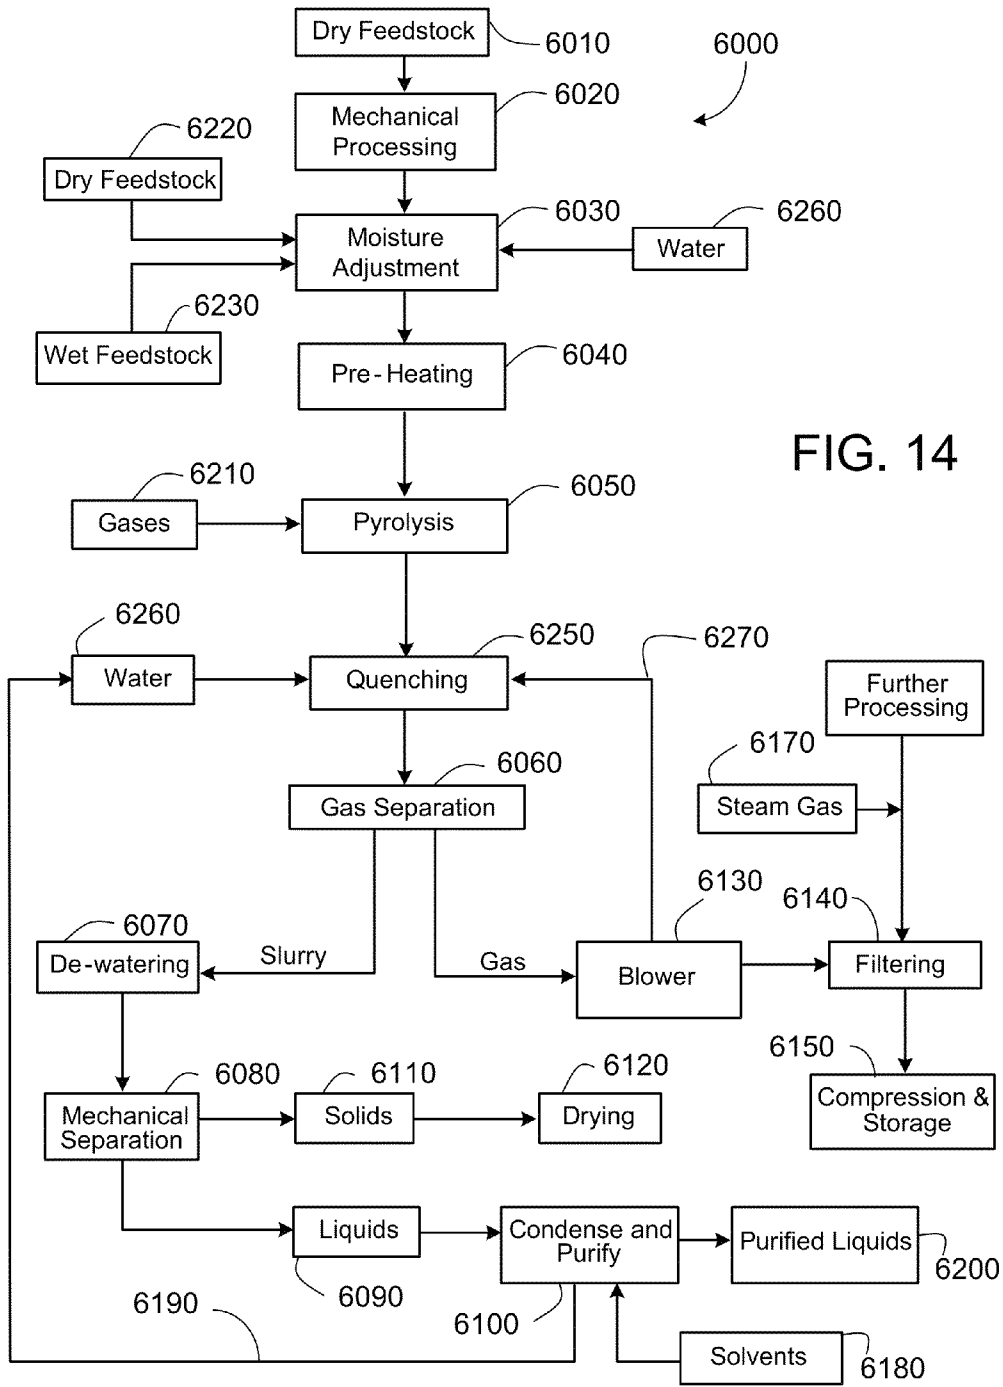 Dry Feedstock
6010
6000
Mechanical
Processing
6020
6220
Dry Feedstock
Moisture
Adjustment
6030
6260
Water
6230
Wet Feedstock
Pre-Heating
6040
FIG. 14
6210
Gases
Pyrolysis
6050
6260
Water
Quenching
6250
6270
Further
Processing
6170
Steam Gas
6060
Gas Separation
6070
De-watering
Slurry
Gas
6130
Blower
6140
Filtering
6150
Compression &
Storage
6080
Mechanical
Separation
6110
Solids
6120
Drying
Liquids
6090
Condense and
Purify
6100
Purified Liquids
6200
6190
Solvents
6180